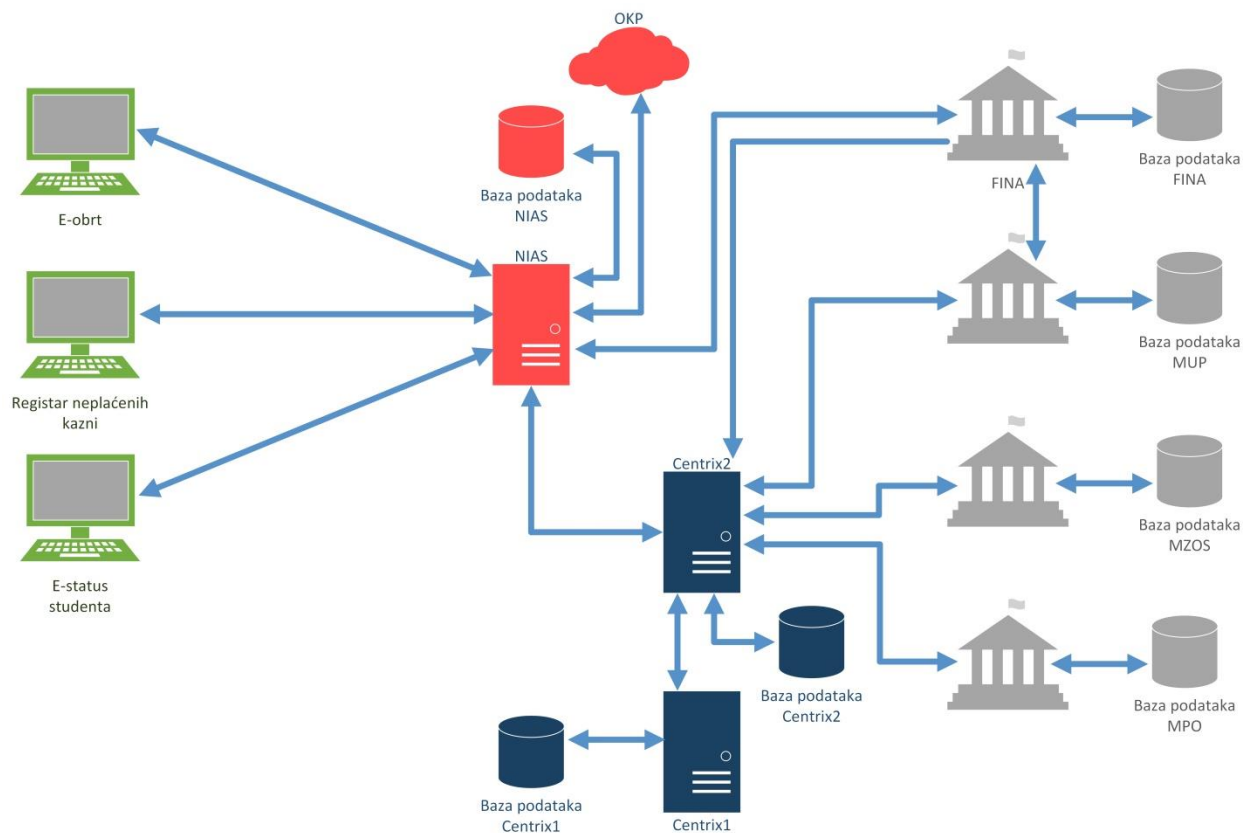 OKP
E-obrt
Baza podataka
NIAS
NIAS
FINA
Baza podataka
FINA
Registar neplaćenih
kazni
Baza podataka
MUP
E-status
studenta
Centrix2
Baza podataka
MZOS
Baza podataka
Centrix2
Baza podataka
MPO
Baza podataka
Centrix1
Centrix1